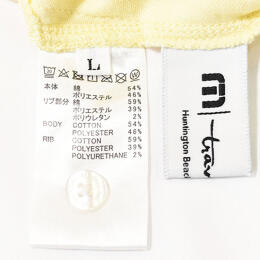 L
本体 綿 54%
ポリエステル 46%
リブ部分 綿 59%
ポリエステル 39%
ポリウレタン 2%
BODY COTTON 54%
POLYESTER 46%
RIB COTTON 59%
POLYESTER 39%
POLYURETHANE 2%
m
trav
Huntington Beac